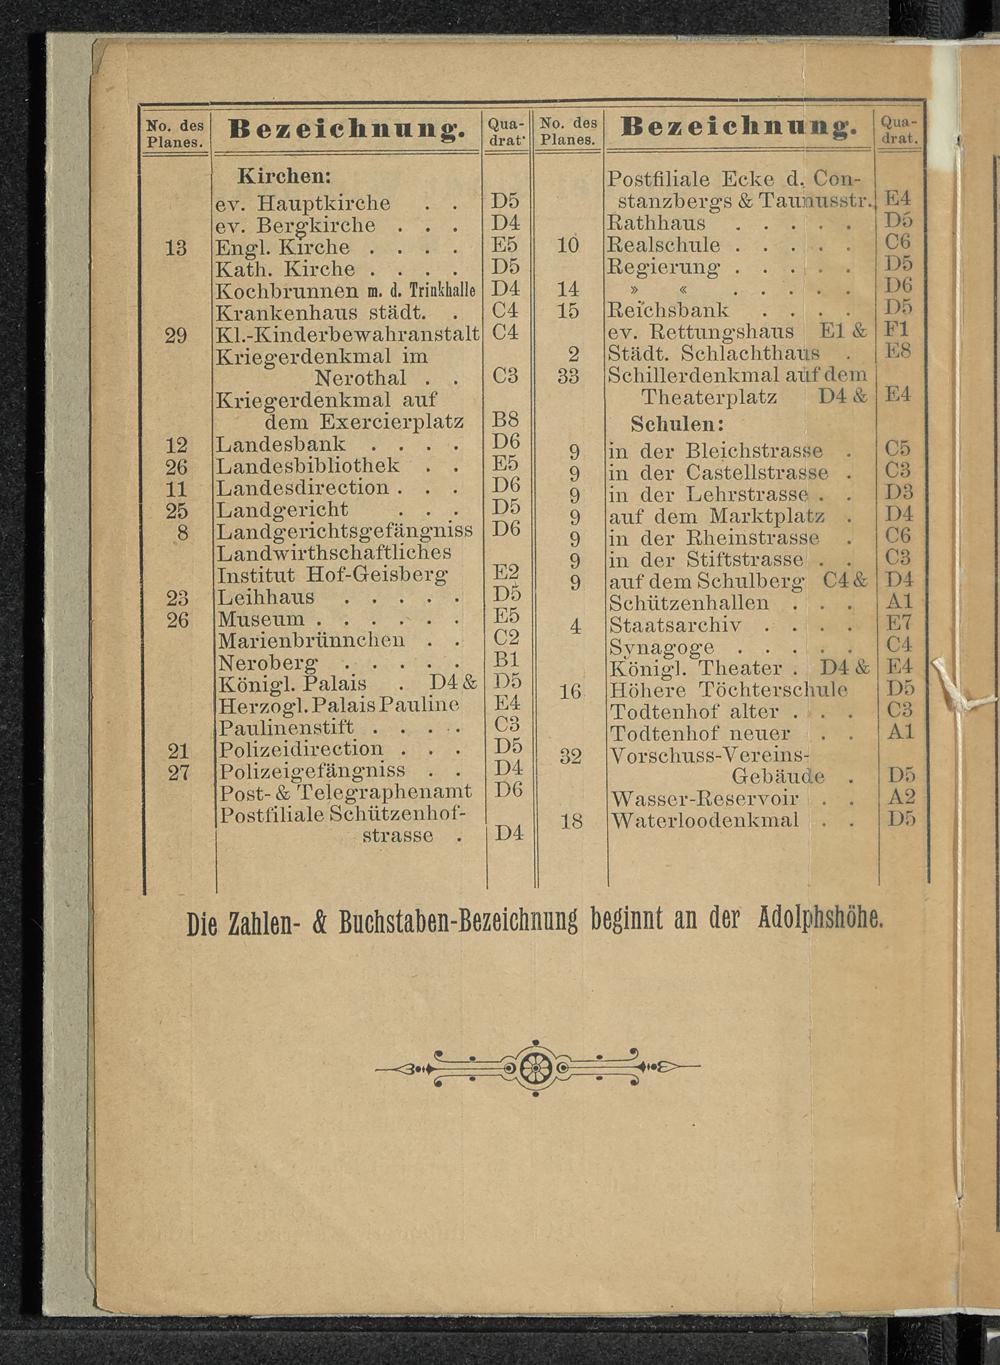 No. des Planes. Bezeichnung. Qua-drat.
Kirchen:
ev. Hauptkirche . . D5
ev. Bergkirche . . . D4
13 Engl. Kirche . . . . E5
Kath. Kirche . . . . D5
Kochbrunnen m. d. Trinkhalle D4
Krankenhaus städt. . C4
29 Kl.-Kinderbewahranstalt C4
Kriegerdenkmal im
Nerothal . . C3
Kriegerdenkmal auf
dem Exercierplatz B8
12 Landesbank . . . . D6
26 Landesbibliothek . . E5
11 Landesdirection . . . D6
25 Landgericht . . . D5
8 Landgerichtsgefängniss D6
Landwirthschaftliches
Institut Hof-Geisberg E2
23 Leihhaus . . . . . D5
26 Museum . . . . . . E5
Marienbrünnchen . . C2
Neroberg . . . . . B1
Königl. Palais . D4 & D5
Herzogl. Palais Pauline E4
Paulinenstift . . . . C3
21 Polizeidirection . . . D5
27 Polizeigefängniss . . D4
Post- & Telegraphenamt D6
Postfiliale Schützenhof-
strasse . D4
No. des Planes. Bezeichnung. Qua-drat.
Postfiliale Ecke d. Con-
stanzbergs & Taunusstr. E4
Rathhaus . . . . . D5
10 Realschule . . . . . C6
Regierung . . . . . D5
14 » « . . . . . D6
15 Reichsbank . . . . D5
ev. Rettungshaus E1 & F1
2 Städt. Schlachthaus . E8
33 Schillerdenkmal auf dem
Theaterplatz D4 & E4
Schulen:
9 in der Bleichstrasse . C5
9 in der Castellstrasse . C3
9 in der Lehrstrasse . . D3
9 auf dem Marktplatz . D4
9 in der Rheinstrasse . C6
9 in der Stiftstrasse . . C3
9 auf dem Schulberg C4 & D4
Schützenhallen . . . A1
4 Staatsarchiv . . . . E7
Synagoge . . . . . C4
Königl. Theater . D4 & E4
16 Höhere Töchterschule D5
Todtenhof alter . . . C3
Todtenhof neuer . . A1
32 Vorschuss-Vereins-
Gebäude . D5
Wasser-Reservoir . . A2
18 Waterloodenkmal . . D5
Die Zahlen- & Buchstaben-Bezeichnung beginnt an der Adolphshöhe.